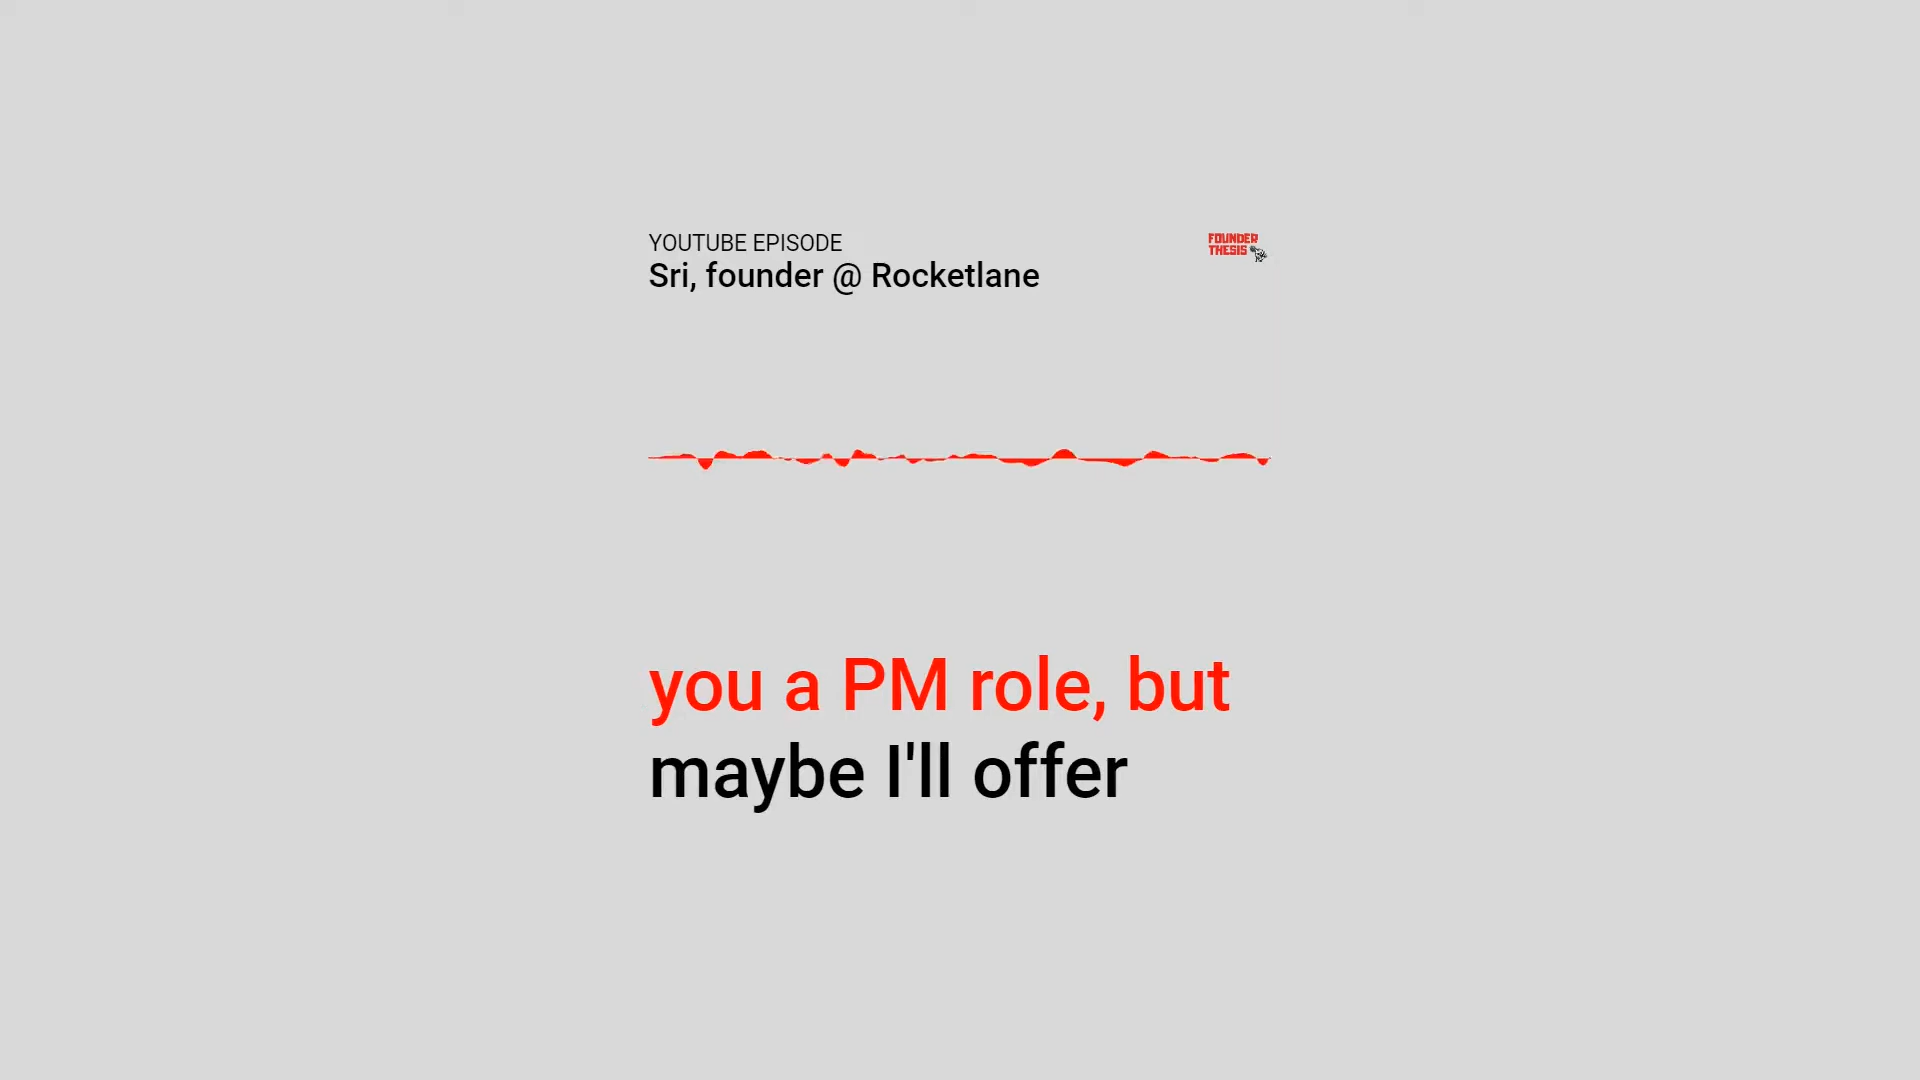 YOUTUBE EPISODE
Sri, founder @ Rocketlane
FOUNDER
THESIS
you a PM role, but
maybe I'll offer